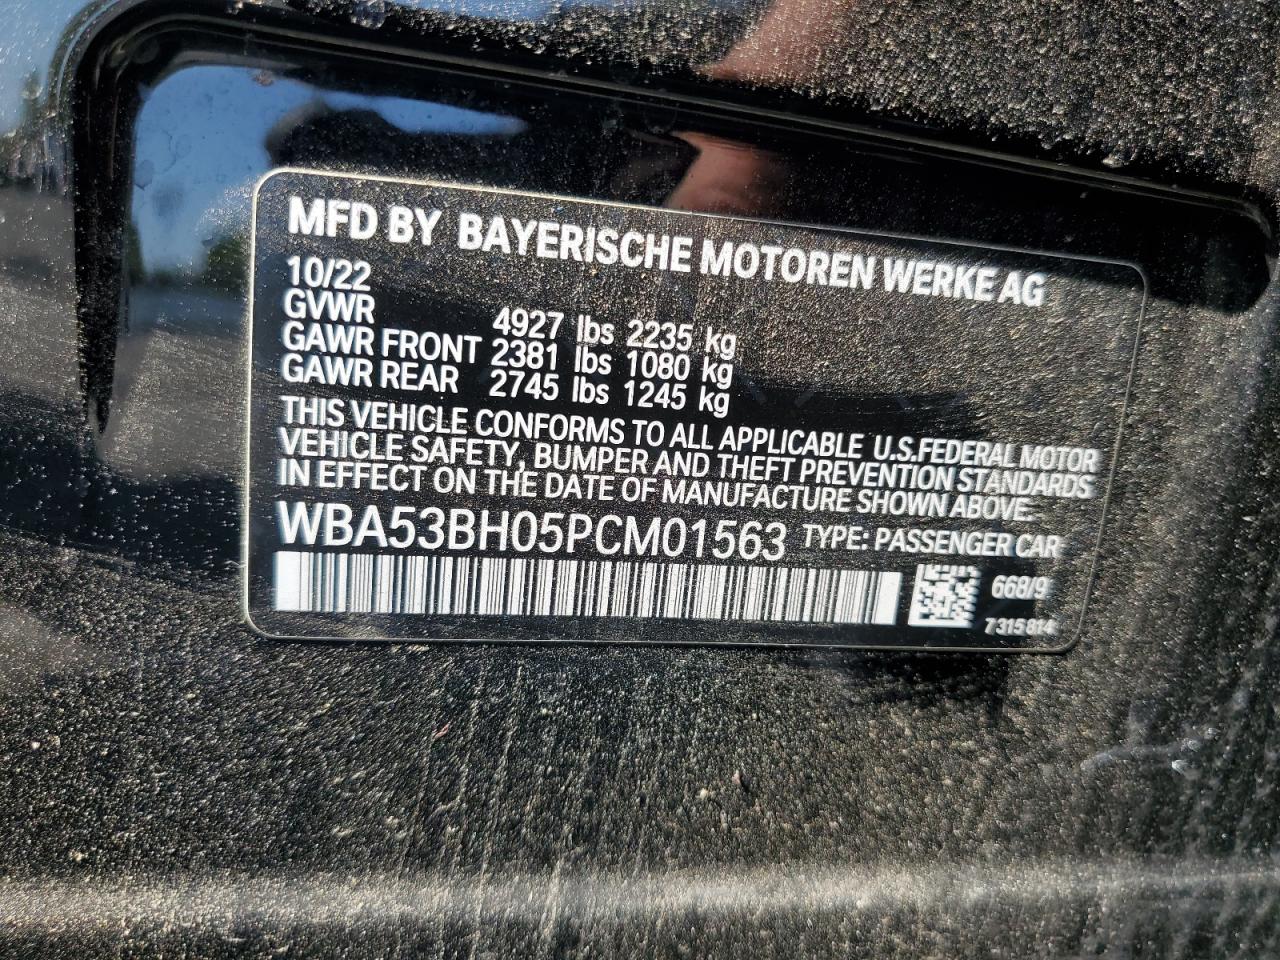 MFD BY BAYERISCHE MOTOREN WERKE AG
10/22
GVWR 4927 lbs 2235 kg
GAWR FRONT 2381 lbs 1080 kg
GAWR REAR 2745 lbs 1245 kg
THIS VEHICLE CONFORMS TO ALL APPLICABLE U.S.FEDERAL MOTOR
VEHICLE SAFETY, BUMPER AND THEFT PREVENTION STANDARDS
IN EFFECT ON THE DATE OF MANUFACTURE SHOWN ABOVE.
WBA53BH05PCM01563 TYPE: PASSENGER CAR
668/9
7315814